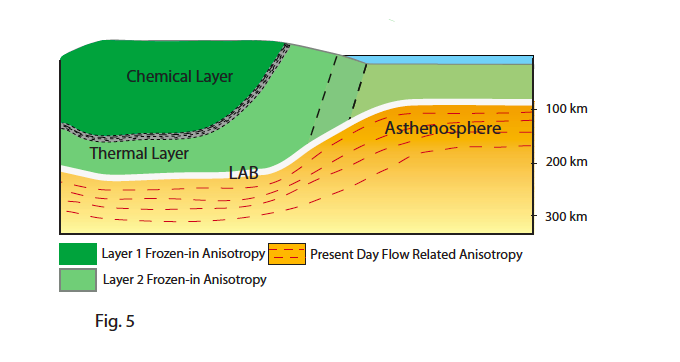 Chemical Layer
100 km
Asthenosphere
Thermal Layer
200 km
LAB
300 km
Layer 1 Frozen-in Anisotropy
Present Day Flow Related Anisotropy
Layer 2 Frozen-in Anisotropy
Fig. 5